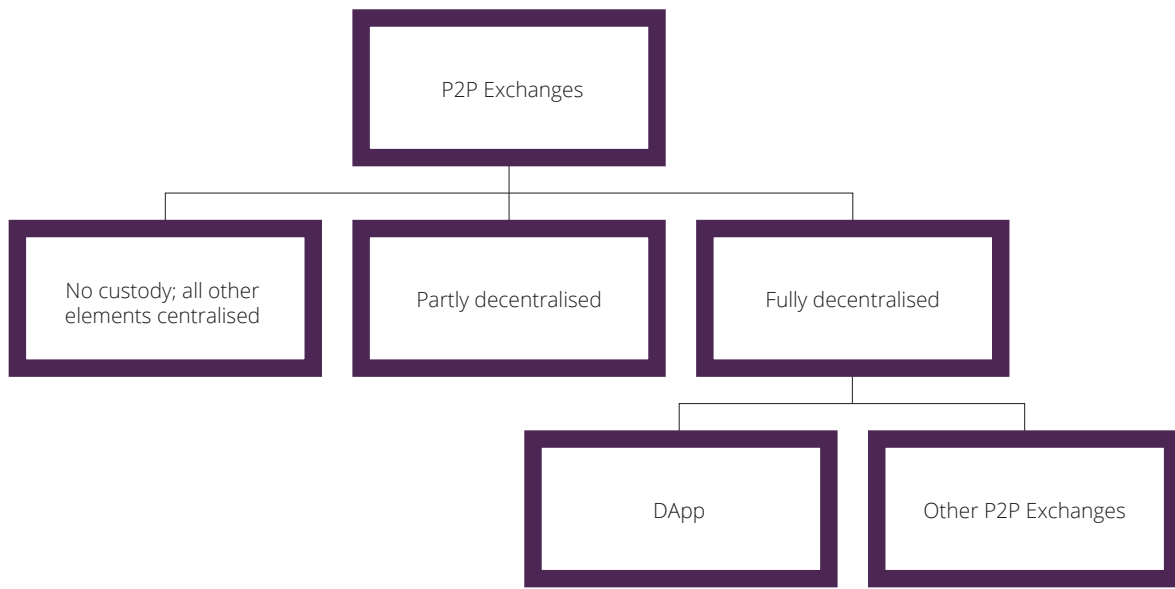 P2P Exchanges
No custody; all other
elements centralised
Partly decentralised
Fully decentralised
DApp
Other P2P Exchanges